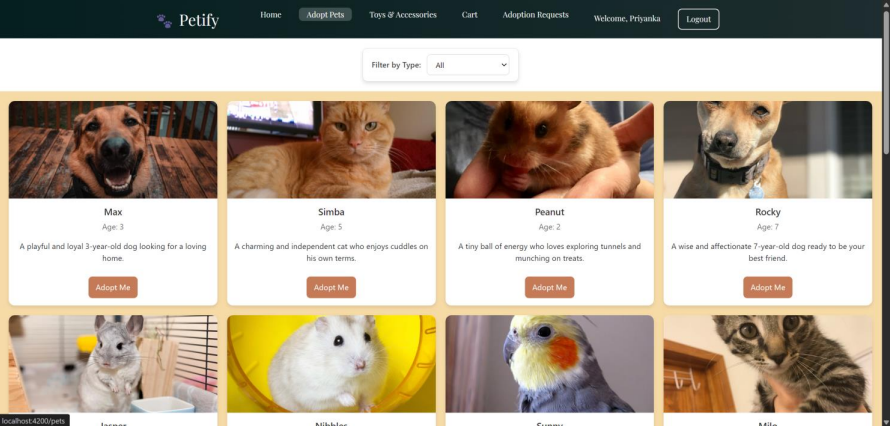 Petify
Home
Adopt Pets
Toys & Accessories
Cart
Adoption Requests
Welcome, Priyanka
Logout
Filter by Type:
All
Max
Age: 3
A playful and loyal 3-year-old dog looking for a loving
home.
Adopt Me
Simba
Age: 5
A charming and independent cat who enjoys cuddles on
his own terms.
Adopt Me
Peanut
Age: 2
A tiny ball of energy who loves exploring tunnels and
munching on treats.
Adopt Me
Rocky
Age: 7
A wise and affectionate 7-year-old dog ready to be your
best friend.
Adopt Me
Jasper
Nibbles
Sunny
Milo
localhost:4200/pets